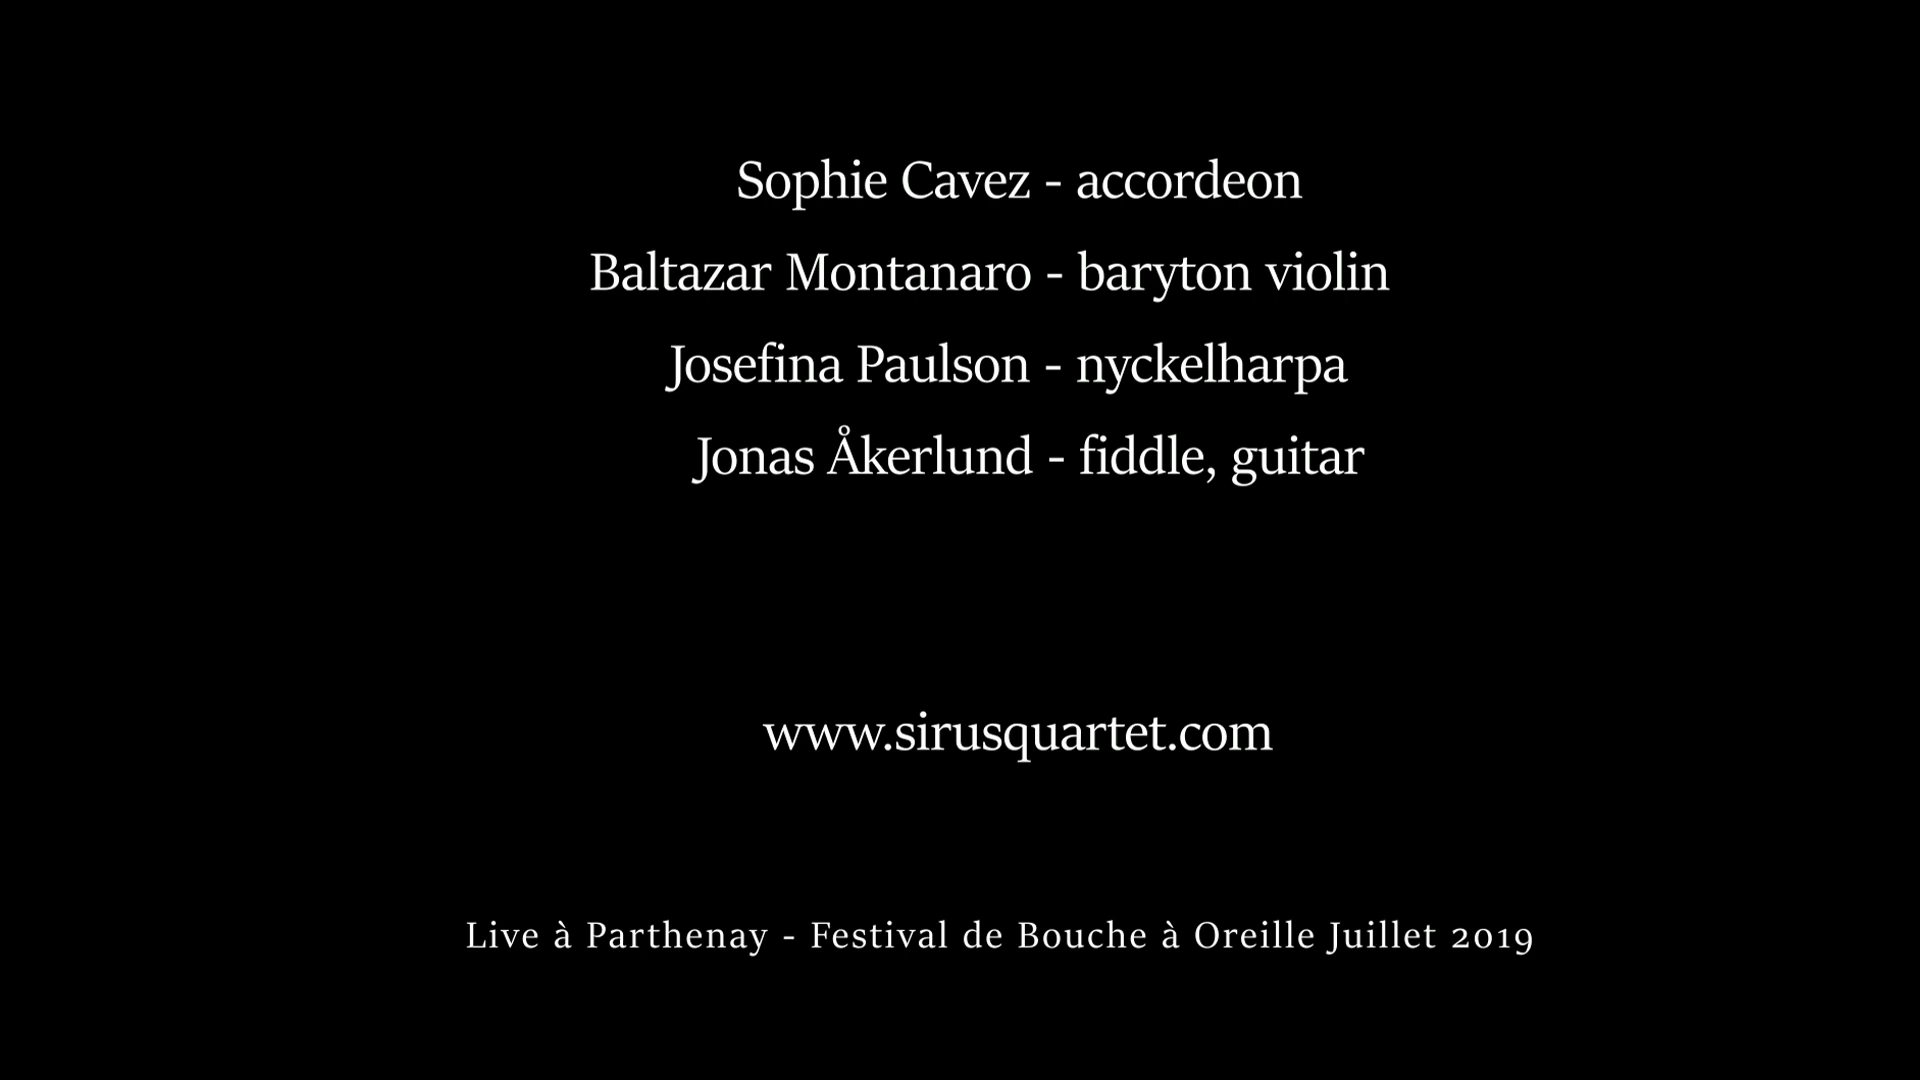 Sophie Cavez - accordeon
Baltazar Montanaro - baryton violin
Josefina Paulson - nyckelharpa
Jonas Åkerlund - fiddle, guitar
www.sirusquartet.com
Live à Parthenay - Festival de Bouche à Oreille Juillet 2019